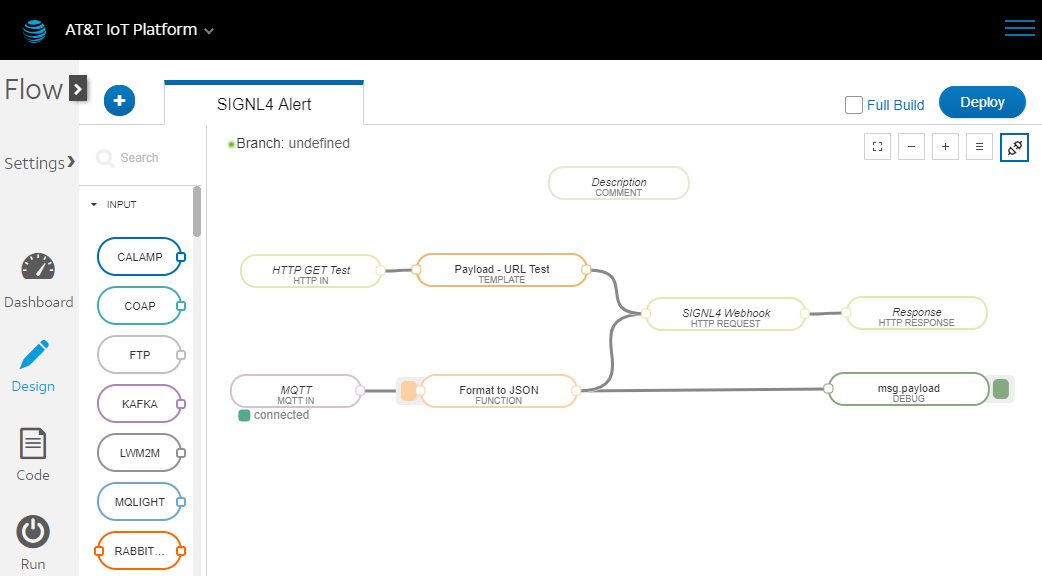 AT&T IoT Platform
Flow
SIGNL4 Alert
Full Build
Deploy
Settings
Search
Branch: undefined
INPUT
Description
COMMENT
CALAMP
HTTP GET Test
HTTP IN
Payload - URL Test
TEMPLATE
COAP
SIGNL4 Webhook
HTTP REQUEST
Response
HTTP RESPONSE
Dashboard
FTP
Design
MQTT
MQTT IN
connected
Format to JSON
FUNCTION
msg.payload
DEBUG
KAFKA
LWM2M
Code
MQLIGHT
RABBIT...
Run